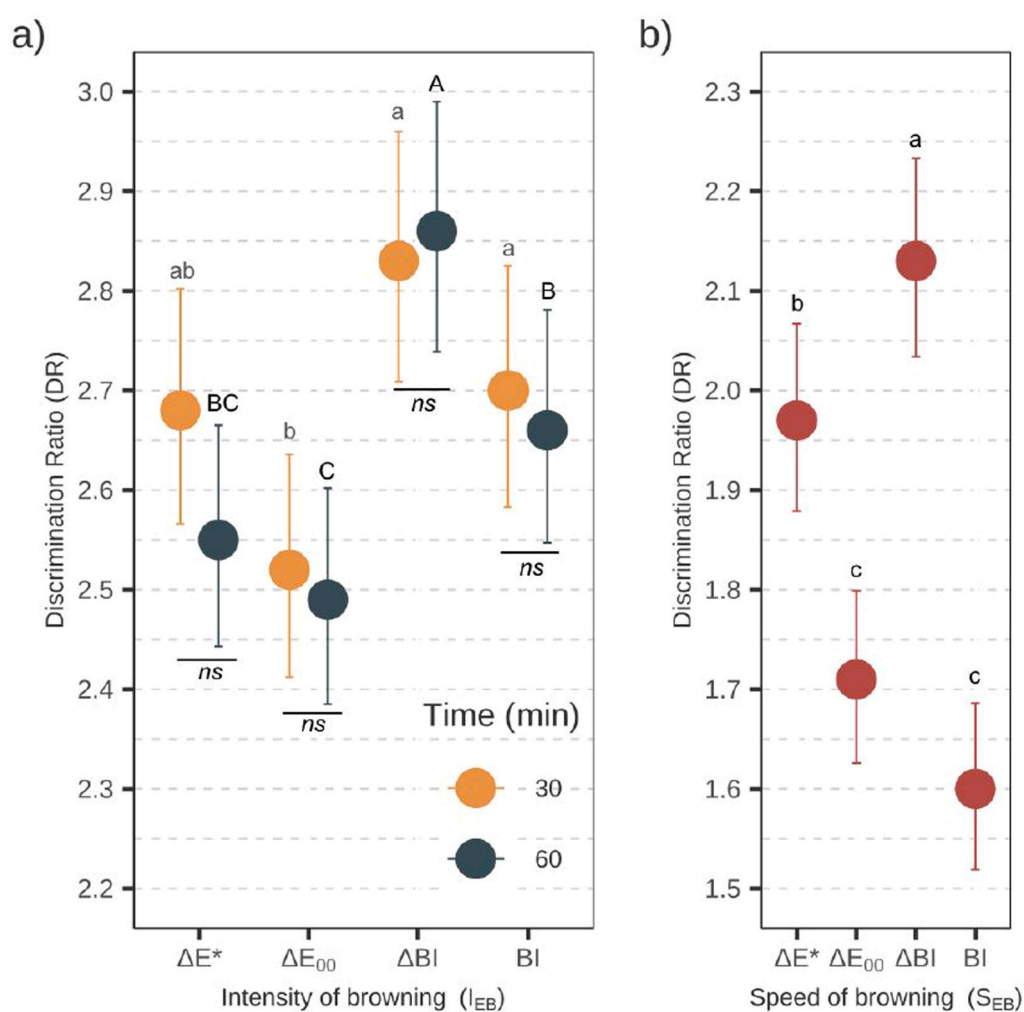 a)
Discrimination Ratio (DR)
3.0
2.9
2.8
2.7
2.6
2.5
2.4
2.3
2.2
ab
BC
ns
b
C
ns
a
A
ns
a
B
ns
Time (min)
30
60
ΔE* ΔE₀₀ ΔBI BI
Intensity of browning (I_EB)
b)
Discrimination Ratio (DR)
2.3
2.2
2.1
2.0
1.9
1.8
1.7
1.6
1.5
b
c
a
c
ΔE* ΔE₀₀ ΔBI BI
Speed of browning (S_EB)